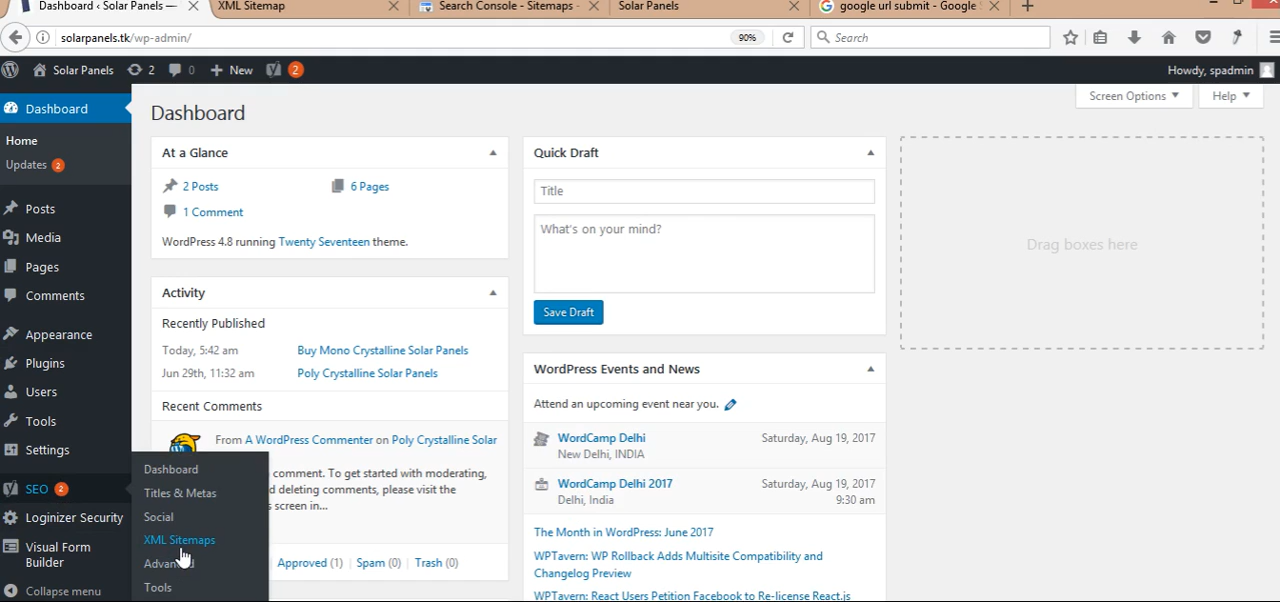 Dashboard ‹ Solar Panels —
XML Sitemap
Search Console - Sitemaps -
Solar Panels
google url submit - Google
solarpanels.tk/wp-admin/
90%
Search
Solar Panels
2
0
New
2
Howdy, spadmin
Dashboard
Home
Updates 2
Posts
Media
Pages
Comments
Appearance
Plugins
Users
Tools
Settings
SEO 2
Loginizer Security
Visual Form
Builder
Collapse menu
Dashboard
Titles & Metas
Social
XML Sitemaps
Tools
Screen Options
Help
Dashboard
At a Glance
2 Posts
6 Pages
1 Comment
WordPress 4.8 running Twenty Seventeen theme.
Activity
Recently Published
Today, 5:42 am
Buy Mono Crystalline Solar Panels
Jun 29th, 11:32 am
Poly Crystalline Solar Panels
Recent Comments
From A WordPress Commenter on Poly Crystalline Solar
comment. To get started with moderating,
deleting comments, please visit the
screen in...
Approved (1)
Spam (0)
Trash (0)
Quick Draft
Title
What's on your mind?
Save Draft
WordPress Events and News
Attend an upcoming event near you.
WordCamp Delhi
Saturday, Aug 19, 2017
New Delhi, INDIA
WordCamp Delhi 2017
Saturday, Aug 19, 2017
Delhi, India
9:30 am
The Month in WordPress: June 2017
WPTavern: WP Rollback Adds Multisite Compatibility and
Changelog Preview
WPTavern: React Users Petition Facebook to Re-license React.js
Drag boxes here